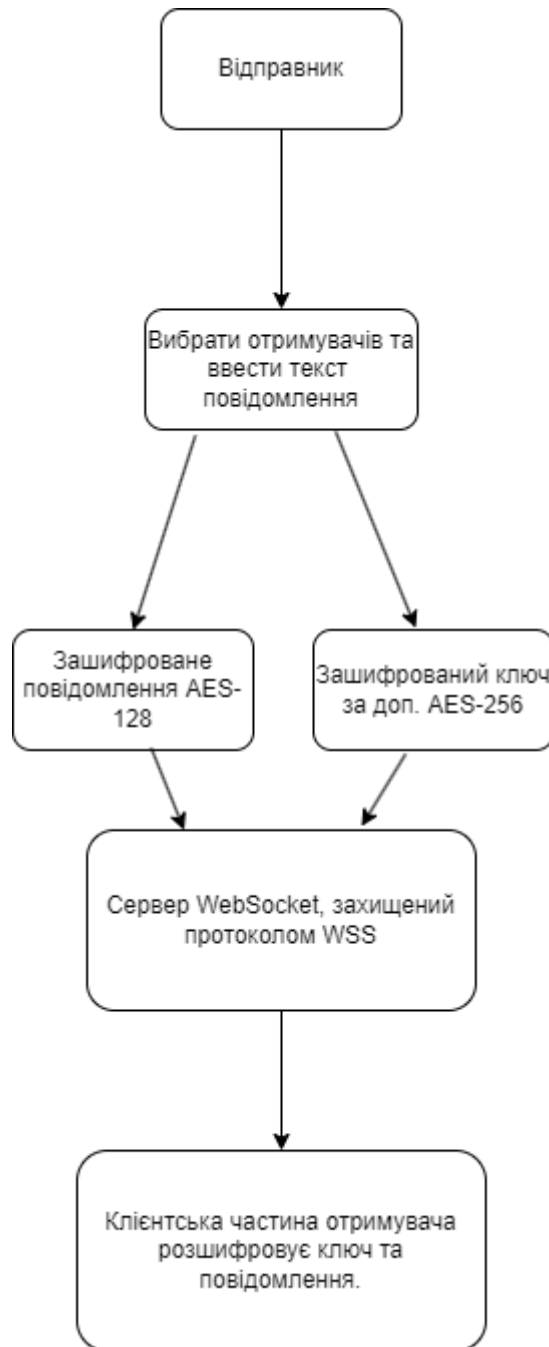 Відправник
Вибрати отримувачів та
ввести текст
повідомлення
Зашифроване
повідомлення AES-
128
Зашифрований ключ
за доп. AES-256
Сервер WebSocket, захищений
протоколом WSS
Клієнтська частина отримувача
розшифровує ключ та
повідомлення.